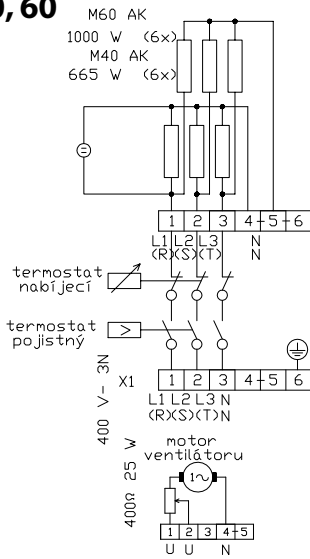 0,60
M60 AK
1000 W (6x)
M40 AK
665 W (6x)
1 2 3 4 5 6
L1 L2 L3 N
(R)(S)(T) N
termostat
nabíjecí
termostat
pojistný
400 V- 3N
X1 1 2 3 4 5 6
L1 L2 L3 N
(R)(S)(T) N
motor
ventilátoru
1~
400Ω 25 W
1 2 3 4 5
U U N